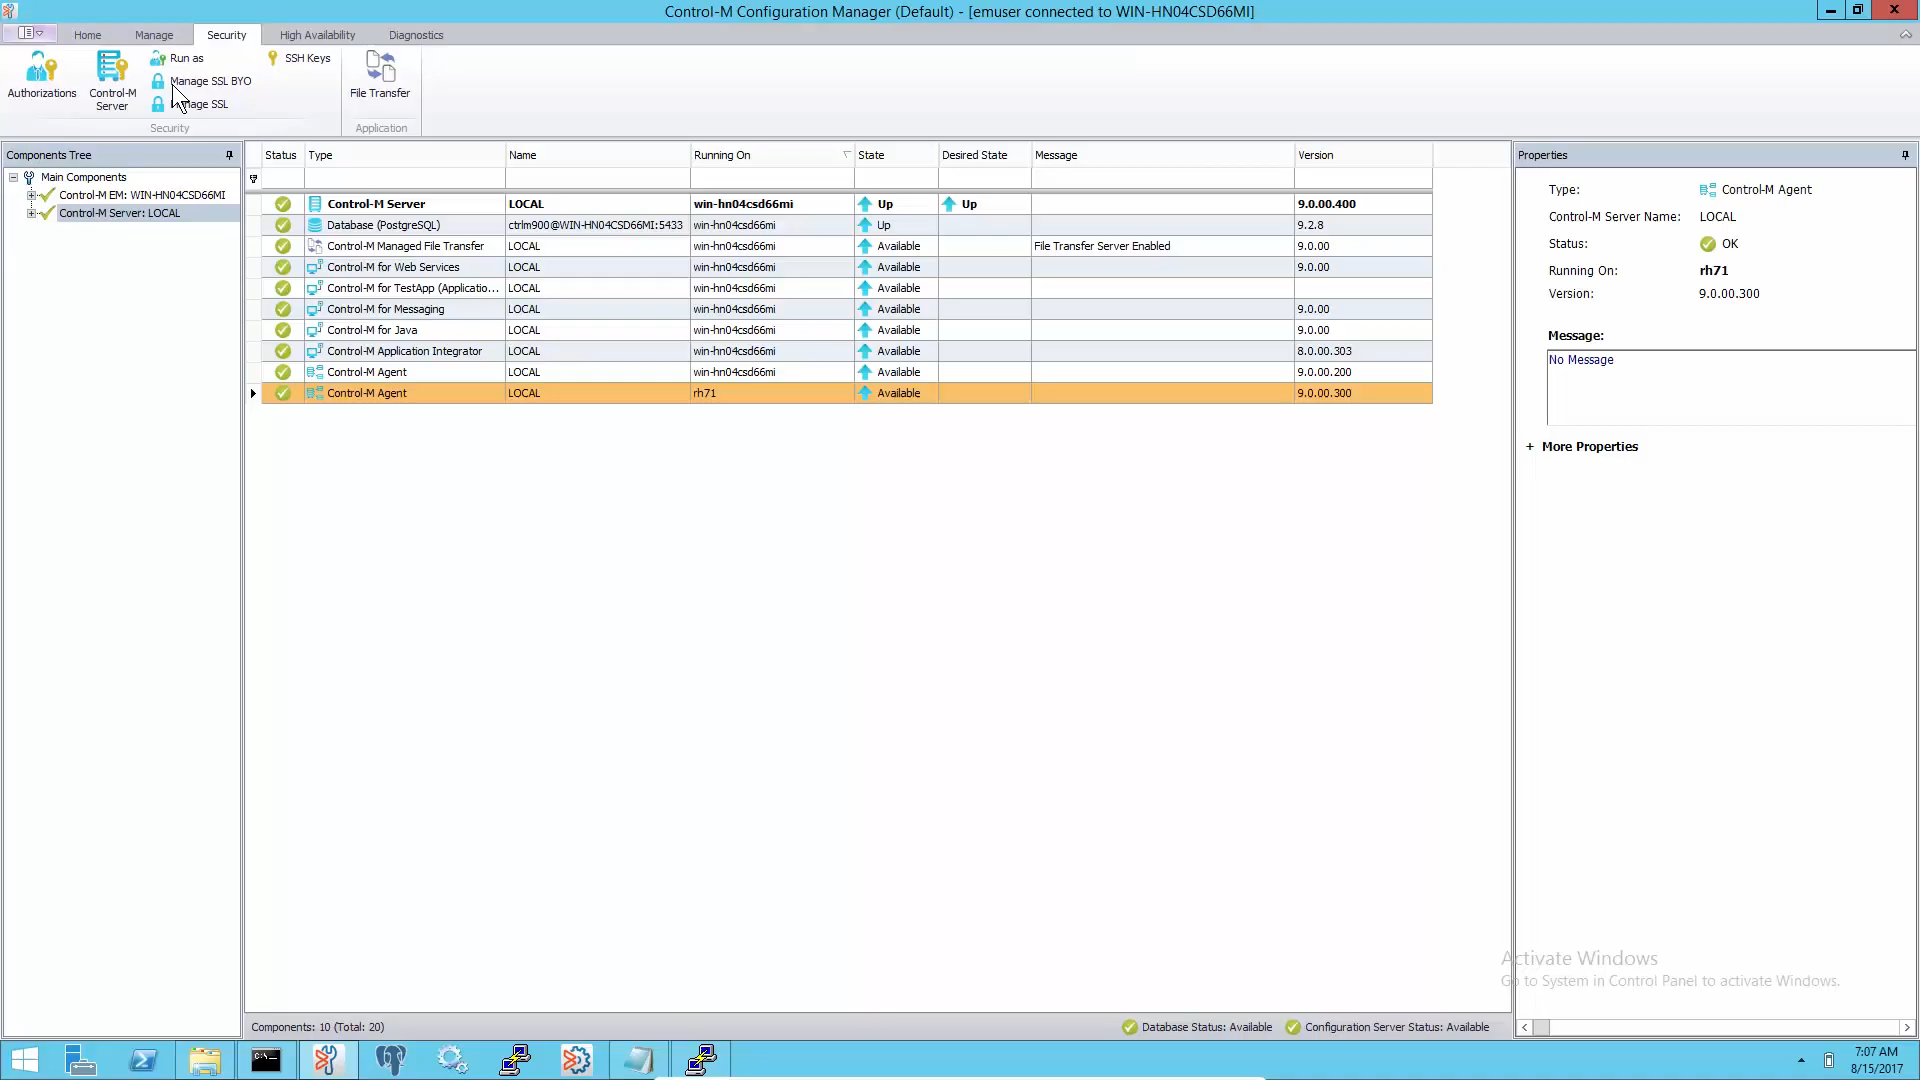 Control-M Configuration Manager (Default) - [emuser connected to WIN-HN04CSD66MI]
Home Manage Security High Availability Diagnostics
Authorizations
Control-M Server
Run as
Manage SSL BYO
nage SSL
SSH Keys
File Transfer
Security
Application
Components Tree
Main Components
Control-M EM: WIN-HN04CSD66MI
Control-M Server: LOCAL
Status Type Name Running On State Desired State Message Version
Control-M Server LOCAL win-hn04csd66mi Up Up 9.0.00.400
Database (PostgreSQL) ctrlm900@WIN-HN04CSD66MI:5433 win-hn04csd66mi Up 9.2.8
Control-M Managed File Transfer LOCAL win-hn04csd66mi Available File Transfer Server Enabled 9.0.00
Control-M for Web Services LOCAL win-hn04csd66mi Available 9.0.00
Control-M for TestApp (Applicatio... LOCAL win-hn04csd66mi Available
Control-M for Messaging LOCAL win-hn04csd66mi Available 9.0.00
Control-M for Java LOCAL win-hn04csd66mi Available 9.0.00
Control-M Application Integrator LOCAL win-hn04csd66mi Available 8.0.00.303
Control-M Agent LOCAL win-hn04csd66mi Available 9.0.00.200
Control-M Agent LOCAL rh71 Available 9.0.00.300
Properties
Type: Control-M Agent
Control-M Server Name: LOCAL
Status: OK
Running On: rh71
Version: 9.0.00.300
Message:
No Message
+ More Properties
Activate Windows
Go to System in Control Panel to activate Windows.
Components: 10 (Total: 20)
Database Status: Available
Configuration Server Status: Available
C:\.
7:07 AM
8/15/2017